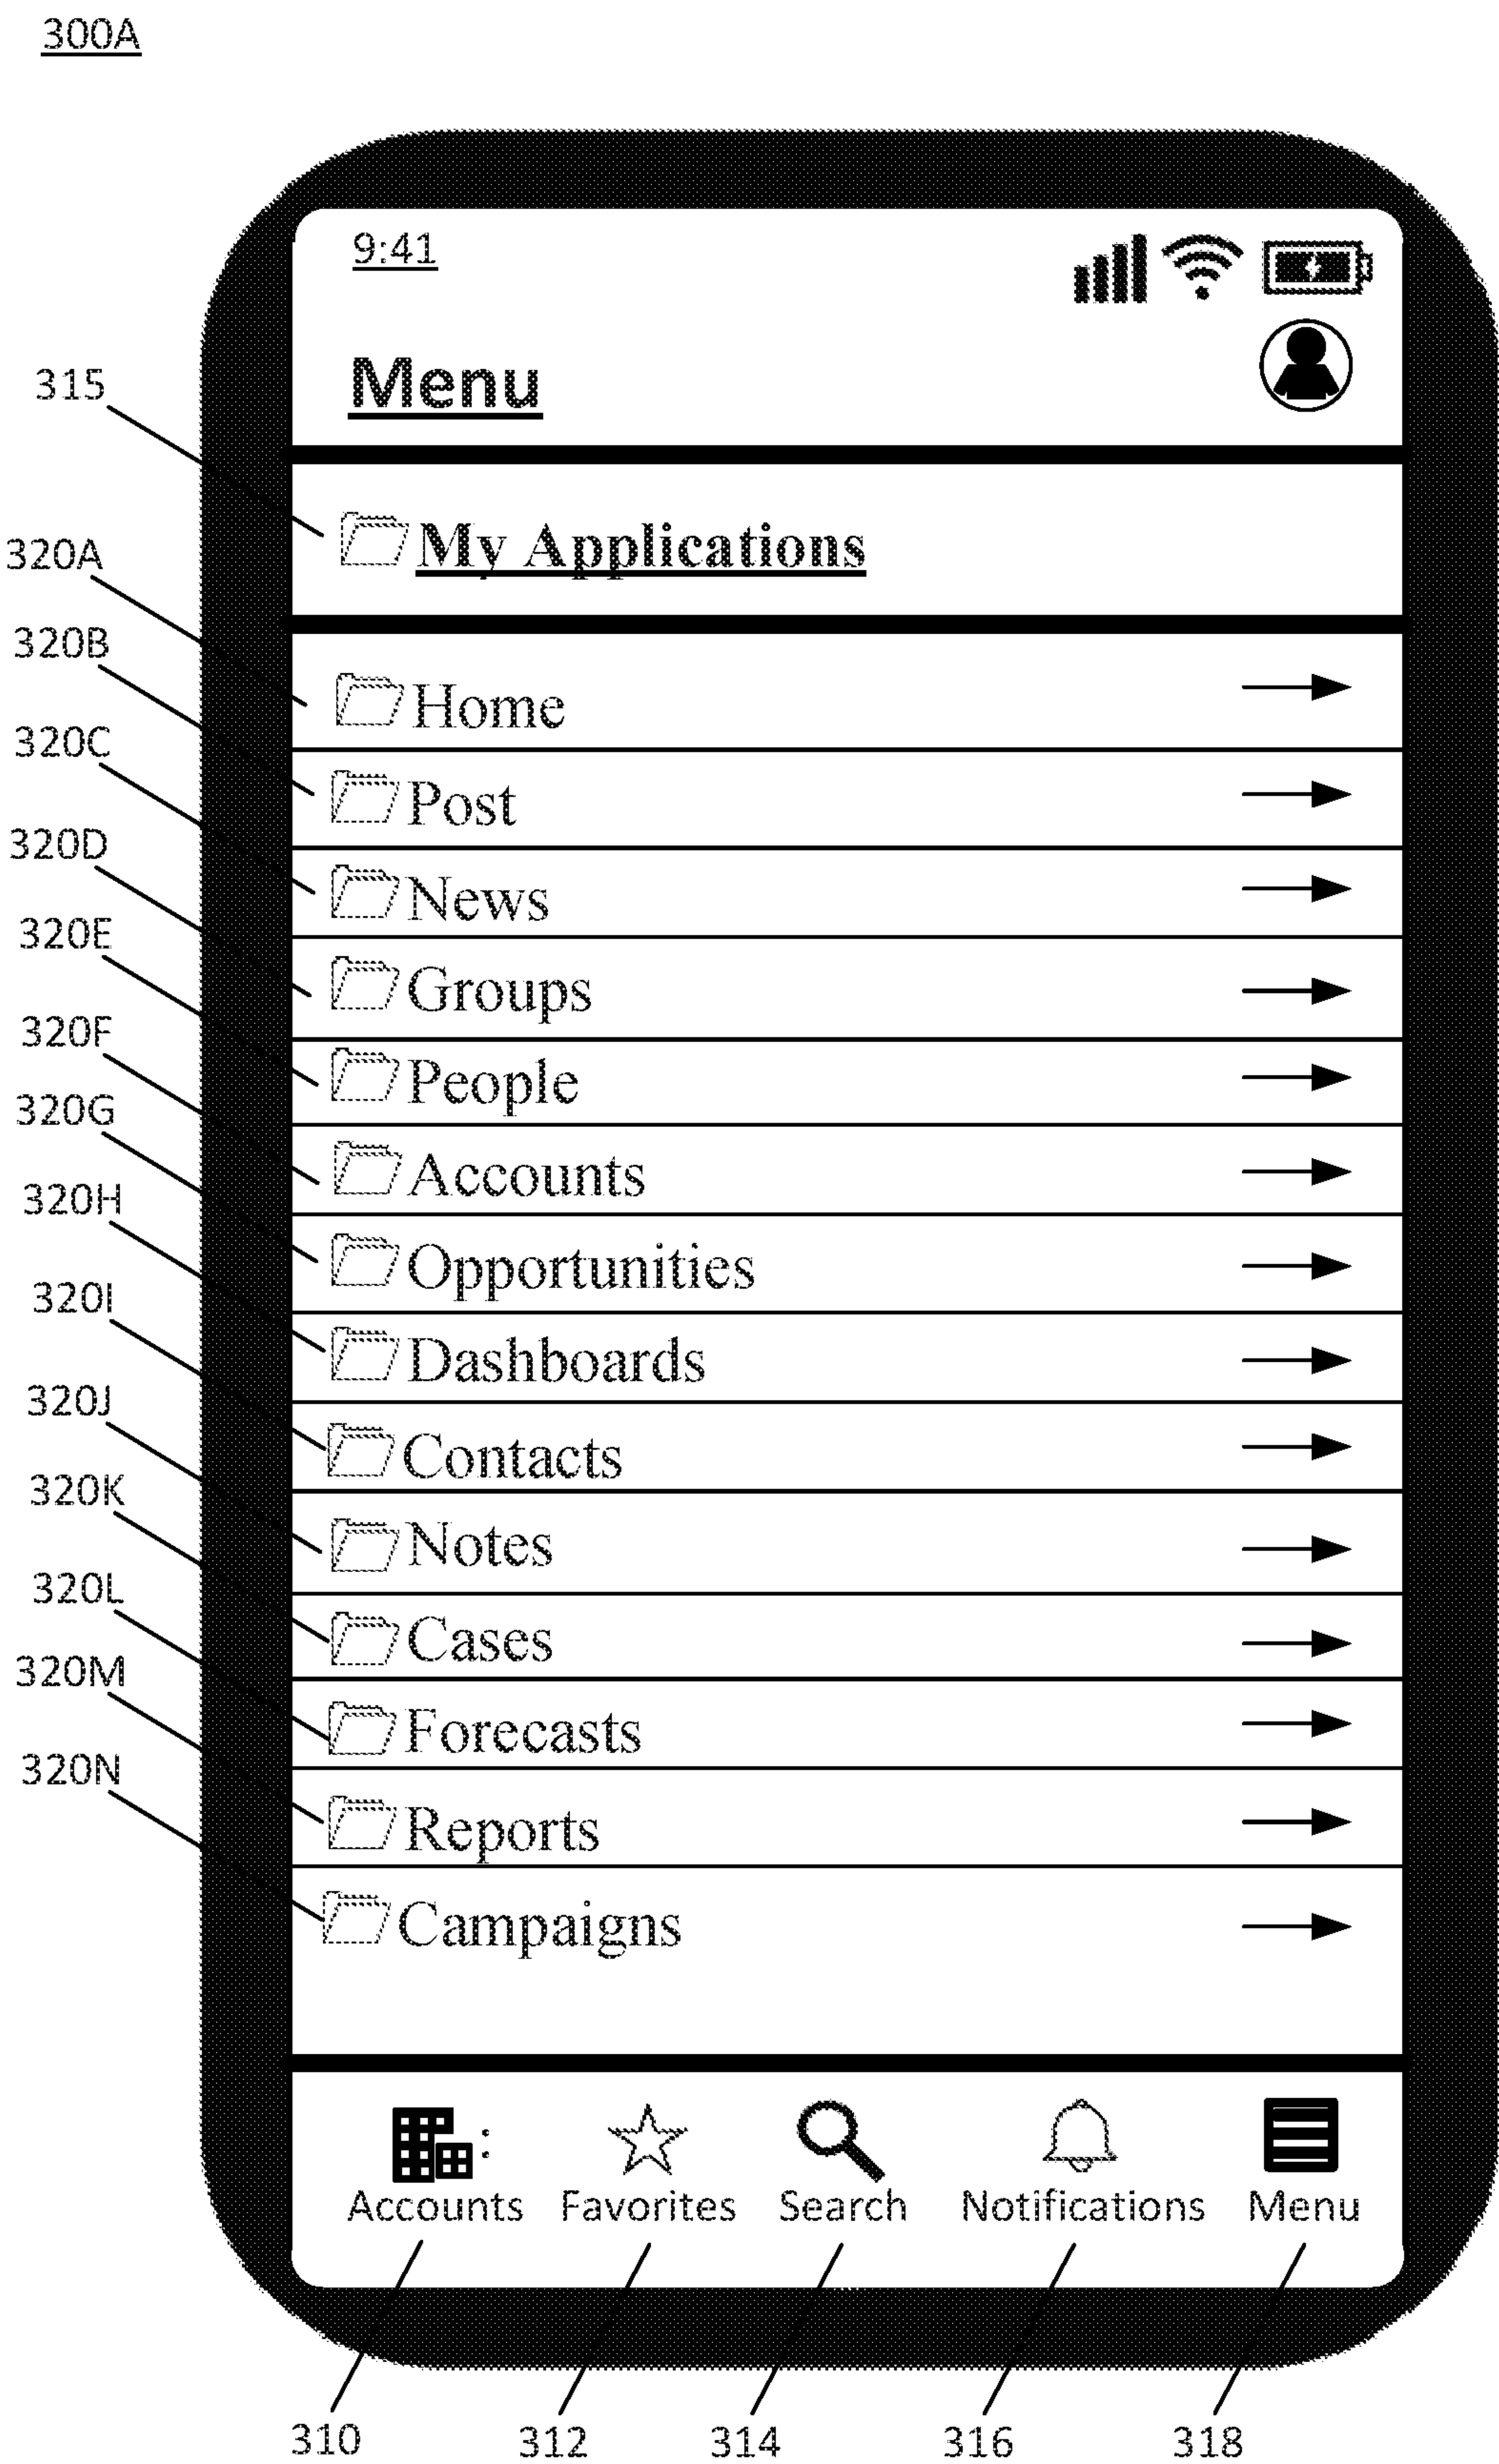 300A
9:41
Menu
315
My Applications
320A
Home
320B
Post
320C
News
320D
Groups
320E
People
320F
Accounts
320G
Opportunities
320H
Dashboards
320I
Contacts
320J
Notes
320K
Cases
320L
Forecasts
320M
Reports
320N
Campaigns
Accounts Favorites Search Notifications Menu
310 312 314 316 318